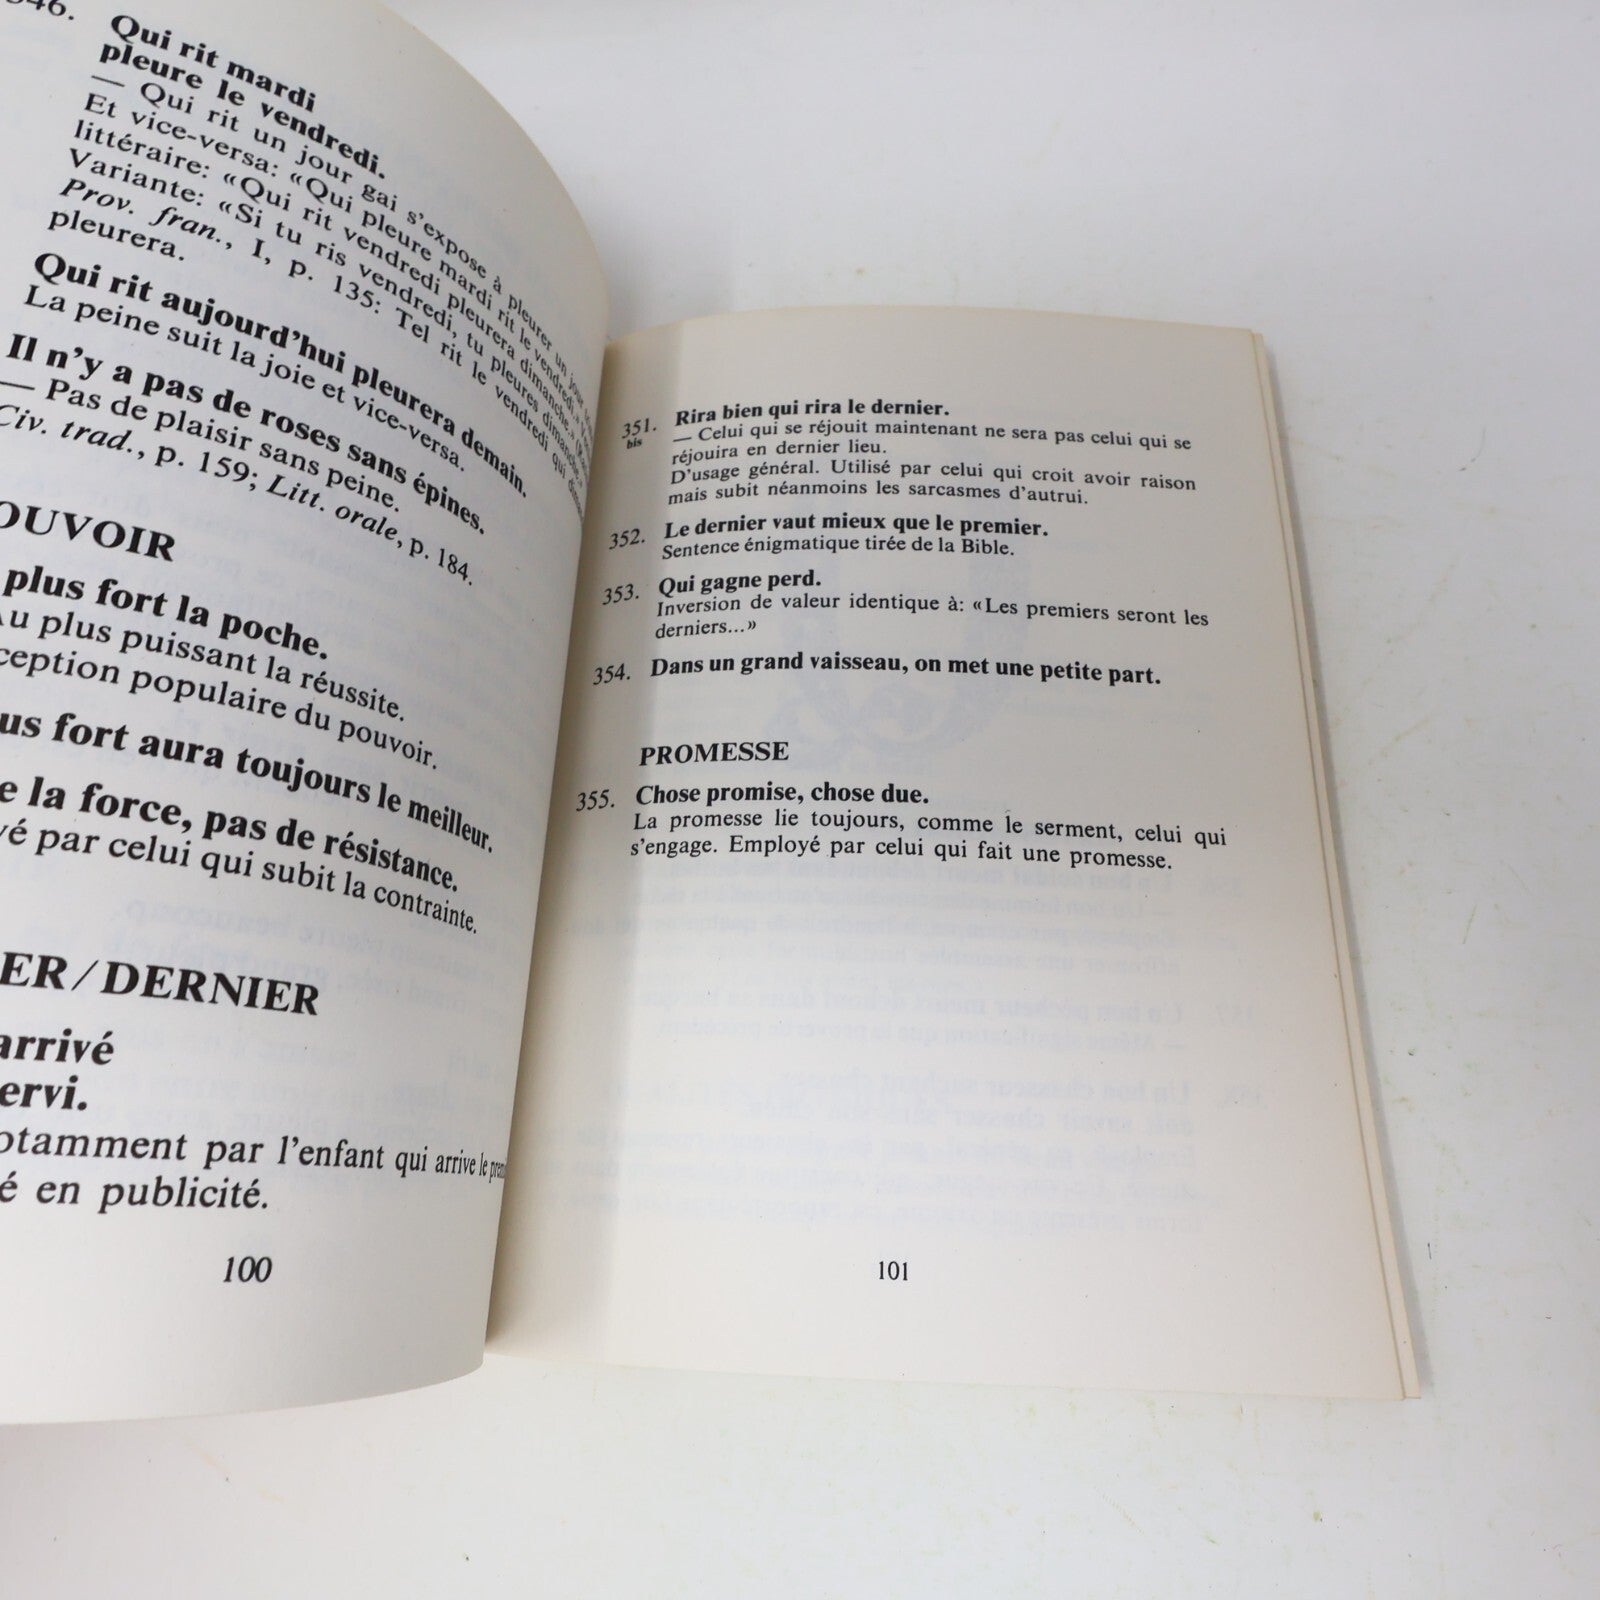 346.
Qui rit mardi
pleure le vendredi.
— Qui rit un jour gai s'expose à pleurer un jour
Et vice-versa: «Qui pleure mardi rit le vendredi.»
littéraire: «Qui rit vendredi pleurera dimanche.»
Variante: «Si tu ris vendredi, tu pleures dimanche.»
Prov. fran., I, p. 135: Tel rit le vendredi qui
pleurera.
Qui rit aujourd'hui pleurera demain.
La peine suit la joie et vice-versa.
Il n'y a pas de roses sans épines.
— Pas de plaisir sans peine.
Civ. trad., p. 159; Litt. orale, p. 184.
OUVOIR
plus fort la poche.
Au plus puissant la réussite.
ception populaire du pouvoir.
us fort aura toujours le meilleur.
e la force, pas de résistance.
yé par celui qui subit la contrainte.
ER/DERNIER
arrivé
ervi.
otamment par l'enfant qui arrive le
é en publicité.
100
351. Rira bien qui rira le dernier.
bis — Celui qui se réjouit maintenant ne sera pas celui qui se
réjouira en dernier lieu.
D'usage général. Utilisé par celui qui croit avoir raison
mais subit néanmoins les sarcasmes d'autrui.
352. Le dernier vaut mieux que le premier.
Sentence énigmatique tirée de la Bible.
353. Qui gagne perd.
Inversion de valeur identique à: «Les premiers seront les
derniers...»
354. Dans un grand vaisseau, on met une petite part.
PROMESSE
355. Chose promise, chose due.
La promesse lie toujours, comme le serment, celui qui
s'engage. Employé par celui qui fait une promesse.
101